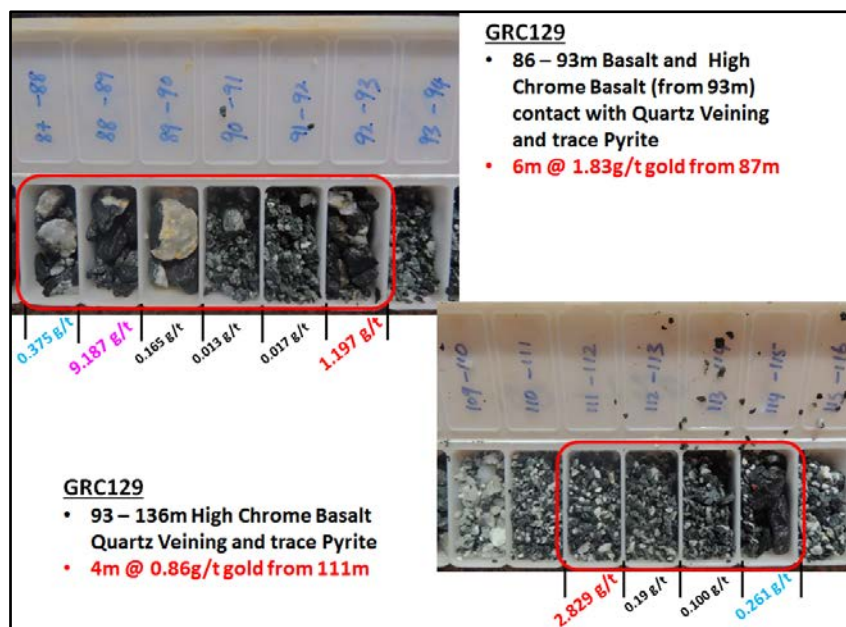 GRC129
• 86 – 93m Basalt and High
Chrome Basalt (from 93m)
contact with Quartz Veining
and trace Pyrite
• 6m @ 1.83g/t gold from 87m
87 -88
88 -89
89 -90
90 -91
91 -92
92 -93
93 -94
0.375 g/t
9.187 g/t
0.165 g/t
0.013 g/t
0.017 g/t
1.197 g/t
109 -110
110 -111
111 -112
112 -113
113 -114
114 -115
115 -116
GRC129
• 93 – 136m High Chrome Basalt
Quartz Veining and trace Pyrite
• 4m @ 0.86g/t gold from 111m
2.829 g/t
0.19 g/t
0.100 g/t
0.261 g/t